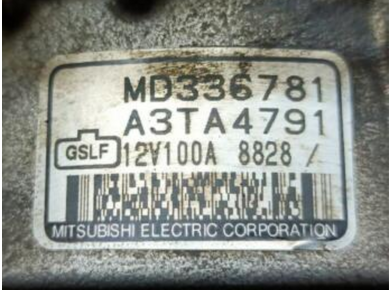 MD336781
A3TA4791
GSLF 12V100A 8828 /
MITSUBISHI ELECTRIC CORPORATION